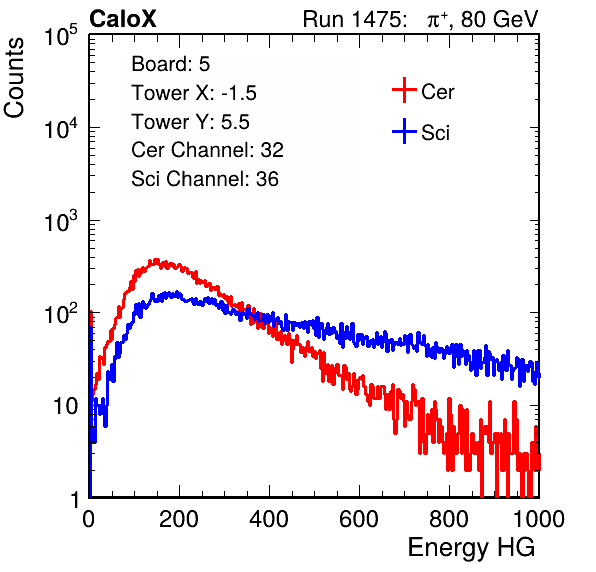 CaloX Run 1475: π⁺, 80 GeV
Board: 5
Tower X: -1.5
Tower Y: 5.5
Cer Channel: 32
Sci Channel: 36
Cer
Sci
Counts
10⁵
10⁴
10³
10²
10
1
0 200 400 600 800 1000
Energy HG